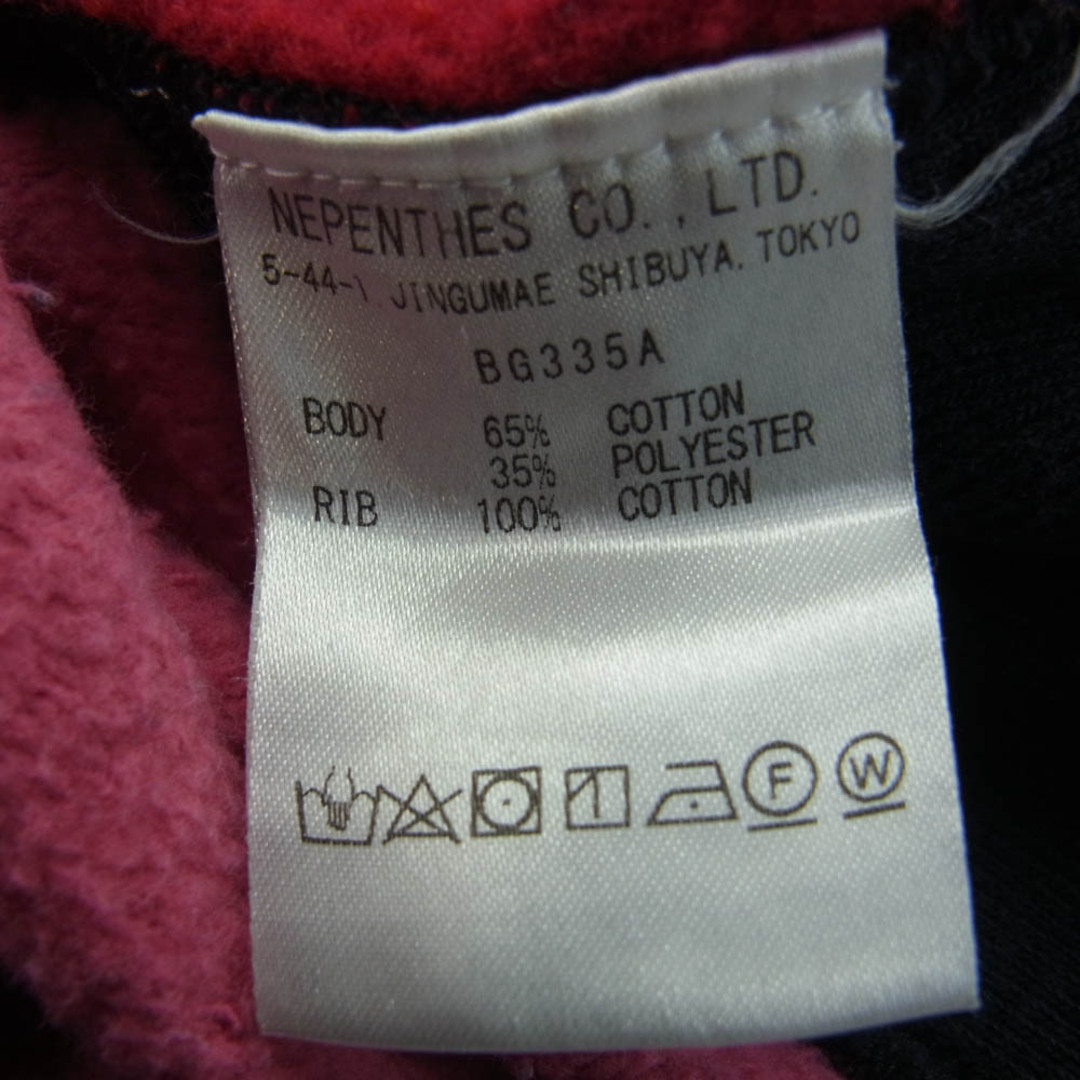 NEPENTHES CO., LTD.
5-44-1 JINGUMAE SHIBUYA. TOKYO
BG335A
BODY 65% COTTON
35% POLYESTER
RIB 100% COTTON
F W